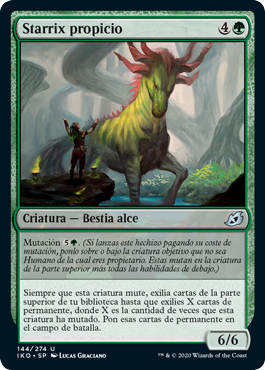 Starrix propicio 4
Criatura — Bestia alce
Mutación 5. (Si lanzas este hechizo pagando su coste de
mutación, ponlo sobre o bajo la criatura objetivo que no sea
Humano de la cual eres propietario. Estas mutan en la criatura
de la parte superior más todas las habilidades de debajo.)
Siempre que esta criatura mute, exilia cartas de la parte
superior de tu biblioteca hasta que exilies X cartas de
permanente, donde X es la cantidad de veces que esta
criatura ha mutado. Pon esas cartas de permanente en
el campo de batalla.
6/6
144/274 U
IKO • SP Lucas Graciano
™ & © 2020 Wizards of the Coast